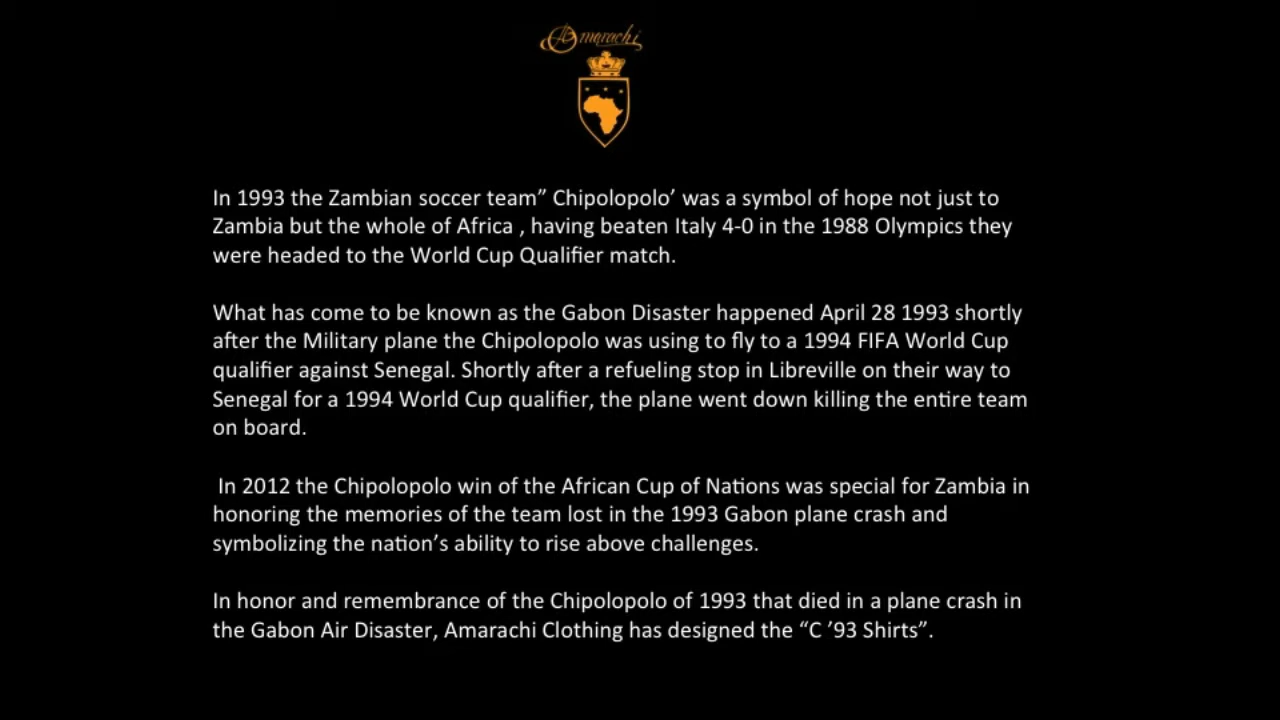 Amarachi
In 1993 the Zambian soccer team” Chipolopolo’ was a symbol of hope not just to
Zambia but the whole of Africa , having beaten Italy 4-0 in the 1988 Olympics they
were headed to the World Cup Qualifier match.
What has come to be known as the Gabon Disaster happened April 28 1993 shortly
after the Military plane the Chipolopolo was using to fly to a 1994 FIFA World Cup
qualifier against Senegal. Shortly after a refueling stop in Libreville on their way to
Senegal for a 1994 World Cup qualifier, the plane went down killing the entire team
on board.
In 2012 the Chipolopolo win of the African Cup of Nations was special for Zambia in
honoring the memories of the team lost in the 1993 Gabon plane crash and
symbolizing the nation’s ability to rise above challenges.
In honor and remembrance of the Chipolopolo of 1993 that died in a plane crash in
the Gabon Air Disaster, Amarachi Clothing has designed the “C ’93 Shirts”.